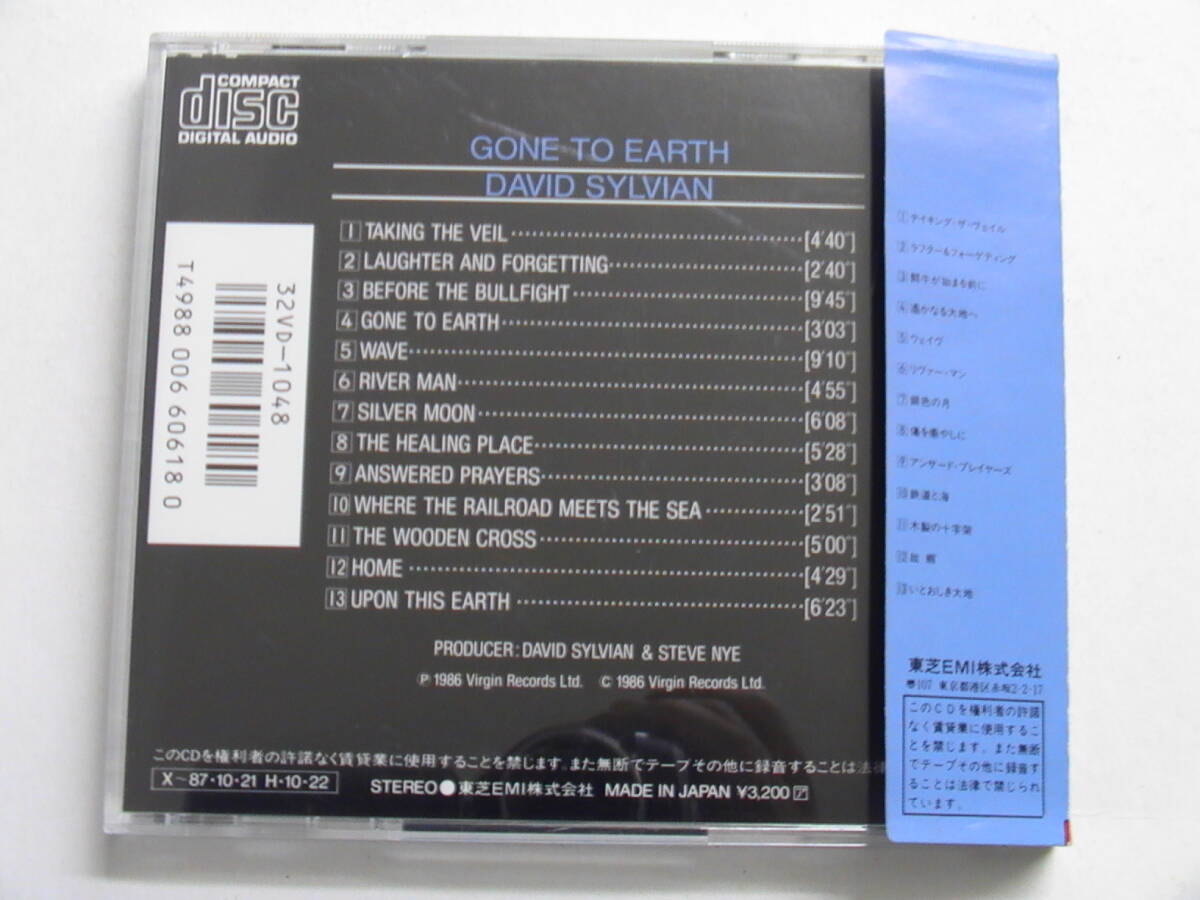 COMPACT
disc
DIGITAL AUDIO
GONE TO EARTH
DAVID SYLVIAN
1 TAKING THE VEIL [4'40"]
2 LAUGHTER AND FORGETTING [2'40"]
3 BEFORE THE BULLFIGHT [9'45"]
4 GONE TO EARTH [3'03"]
5 WAVE [9'10"]
6 RIVER MAN [4'55"]
7 SILVER MOON [6'08"]
8 THE HEALING PLACE [5'28"]
9 ANSWERED PRAYERS [3'08"]
10 WHERE THE RAILROAD MEETS THE SEA [2'51"]
11 THE WOODEN CROSS [5'00"]
12 HOME [4'29"]
13 UPON THIS EARTH [6'23"]
PRODUCER: DAVID SYLVIAN & STEVE NYE
Ⓟ 1986 Virgin Records Ltd. © 1986 Virgin Records Ltd.
このCDを権利者の許諾なく賃貸業に使用することを禁じます。また無断でテープその他に録音することは法律
X~87・10・21 H・10・22
STEREO●東芝EMI株式会社 MADE IN JAPAN ¥3,200
32VD-1048
T4988 006 60618 0
1 テイキング・ザ・ヴェイル
2 ラフター&フォーゲティング
3 闘牛が始まる前に
4 遥かなる大地へ
5 ウェイヴ
6 リヴァー・マン
7 銀色の月
8 傷を癒やしに
9 アンサード・プレイヤーズ
10 鉄道と海
11 木製の十字架
12 故郷
13 いとおしき大地
東芝EMI株式会社
〒107 東京都港区赤坂2-2-17
このCDを権利者の許諾
なく賃貸業に使用するこ
とを禁じます。また無断
でテープその他に録音す
ることは法律で禁じられ
ています。